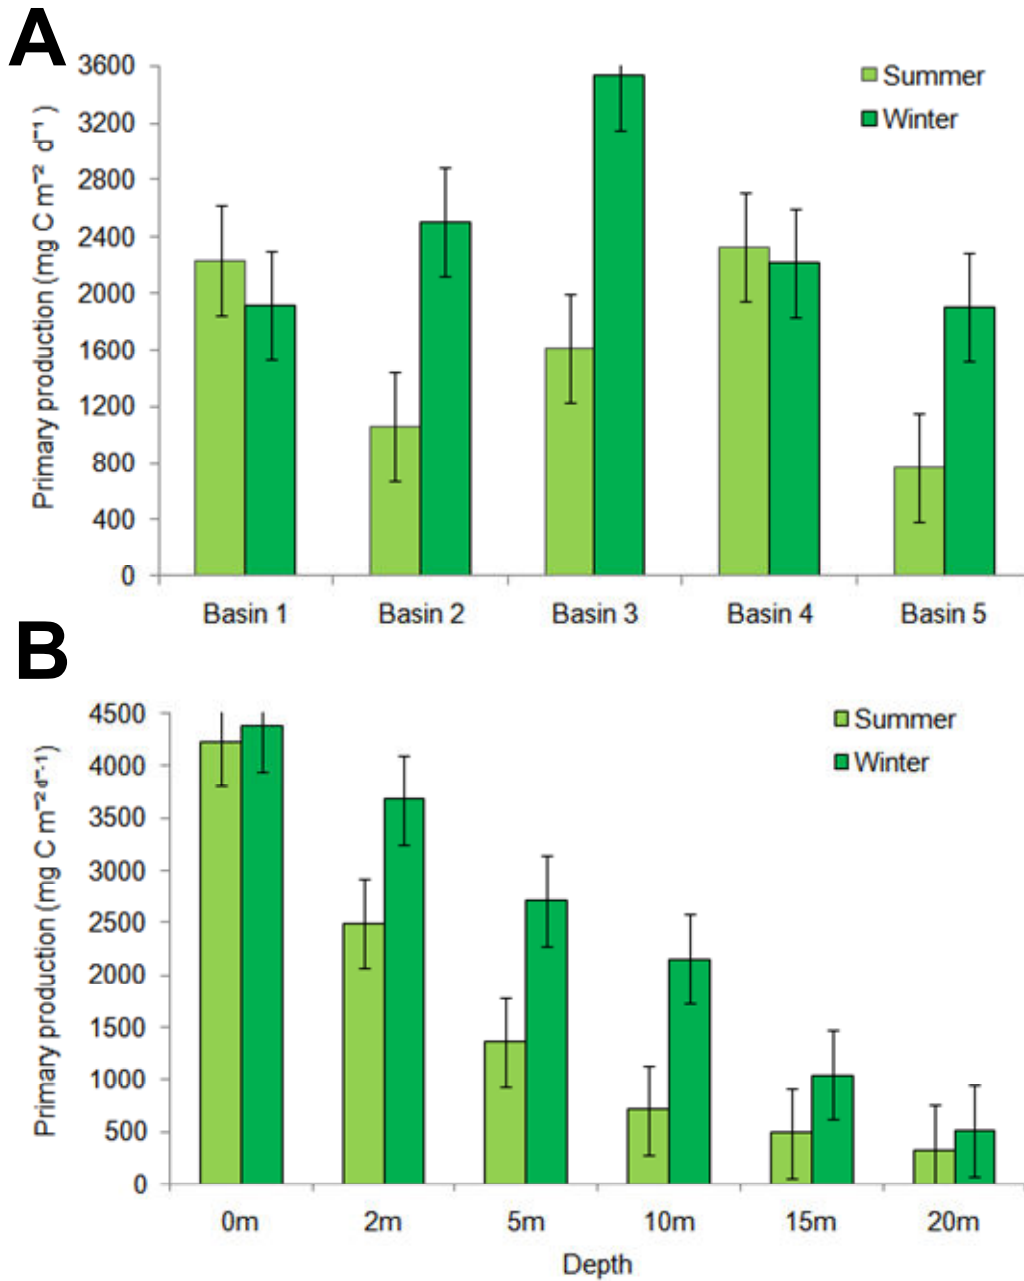 A
Primary production (mg C m⁻² d⁻¹)
3600
3200
2800
2400
2000
1600
1200
800
400
0
Summer
Winter
Basin 1 Basin 2 Basin 3 Basin 4 Basin 5
B
Primary production (mg C m⁻² d⁻·¹)
4500
4000
3500
3000
2500
2000
1500
1000
500
0
Summer
Winter
0m 2m 5m 10m 15m 20m
Depth